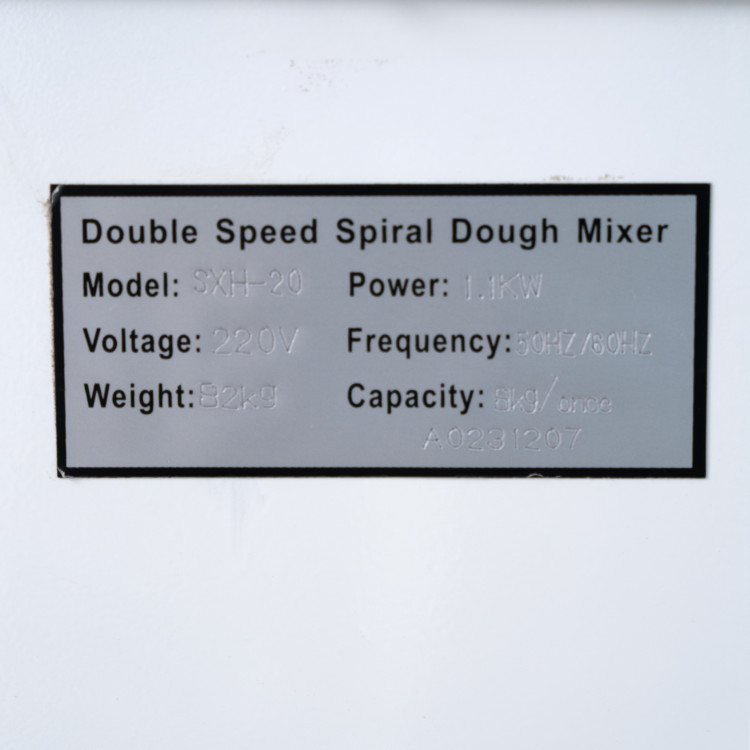 Double Speed Spiral Dough Mixer
Model: SXH-20 Power: 1.1KW
Voltage: 220V Frequency: 50HZ/60HZ
Weight: 82kg Capacity: 8kg/once
A0231207